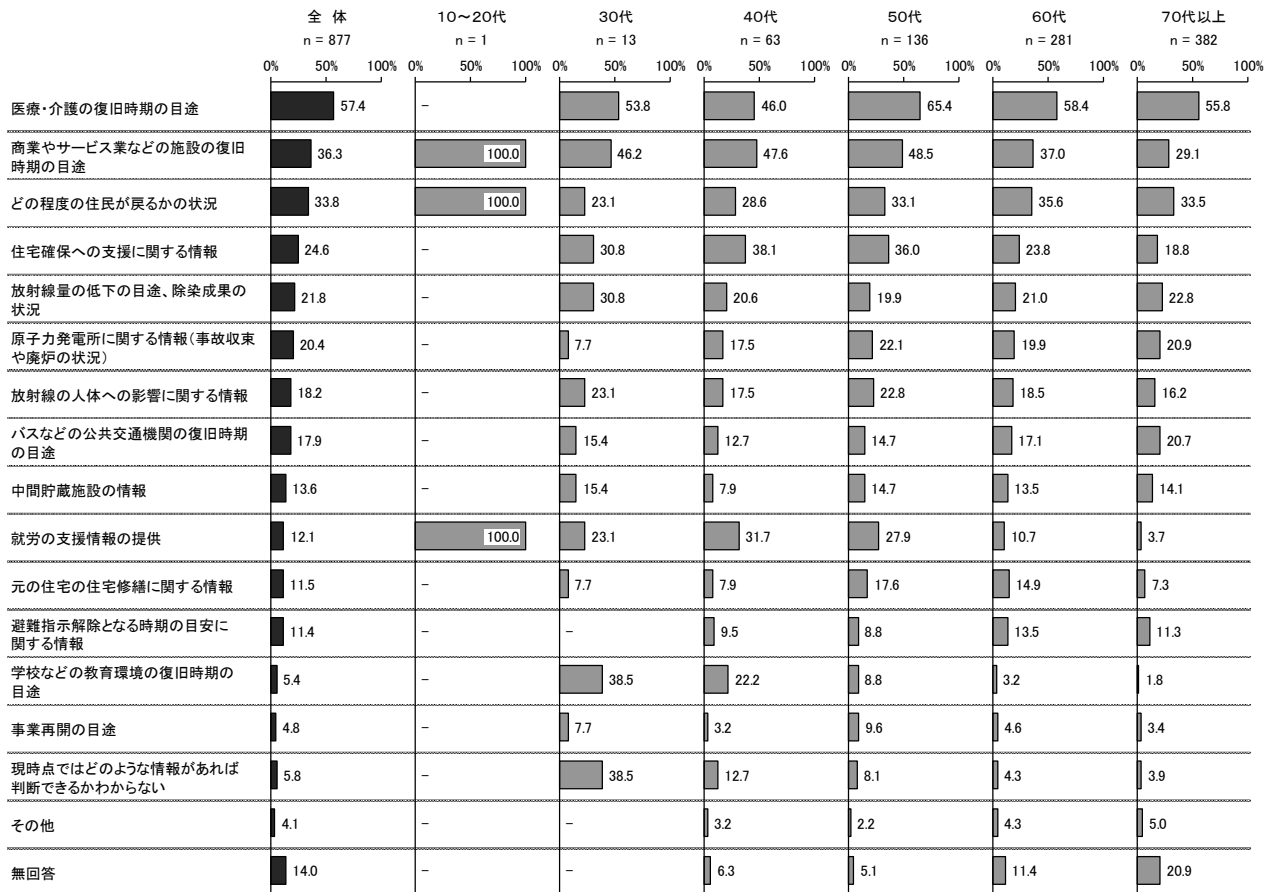 全 体 10～20代 30代 40代 50代 60代 70代以上
n = 877 n = 1 n = 13 n = 63 n = 136 n = 281 n = 382
0% 50% 100% 0% 50% 100% 0% 50% 100% 0% 50% 100% 0% 50% 100% 0% 50% 100% 0% 50% 100%
医療・介護の復旧時期の目途 57.4 － 53.8 46.0 65.4 58.4 55.8
商業やサービス業などの施設の復旧
時期の目途 36.3 100.0 46.2 47.6 48.5 37.0 29.1
どの程度の住民が戻るかの状況 33.8 100.0 23.1 28.6 33.1 35.6 33.5
住宅確保への支援に関する情報 24.6 － 30.8 38.1 36.0 23.8 18.8
放射線量の低下の目途、除染成果の
状況 21.8 － 30.8 20.6 19.9 21.0 22.8
原子力発電所に関する情報（事故収束
や廃炉の状況） 20.4 － 7.7 17.5 22.1 19.9 20.9
放射線の人体への影響に関する情報 18.2 － 23.1 17.5 22.8 18.5 16.2
バスなどの公共交通機関の復旧時期
の目途 17.9 － 15.4 12.7 14.7 17.1 20.7
中間貯蔵施設の情報 13.6 － 15.4 7.9 14.7 13.5 14.1
就労の支援情報の提供 12.1 100.0 23.1 31.7 27.9 10.7 3.7
元の住宅の住宅修繕に関する情報 11.5 － 7.7 7.9 17.6 14.9 7.3
避難指示解除となる時期の目安に
関する情報 11.4 － － 9.5 8.8 13.5 11.3
学校などの教育環境の復旧時期の
目途 5.4 － 38.5 22.2 8.8 3.2 1.8
事業再開の目途 4.8 － 7.7 3.2 9.6 4.6 3.4
現時点ではどのような情報があれば
判断できるかわからない 5.8 － 38.5 12.7 8.1 4.3 3.9
その他 4.1 － － 3.2 2.2 4.3 5.0
無回答 14.0 － － 6.3 5.1 11.4 20.9